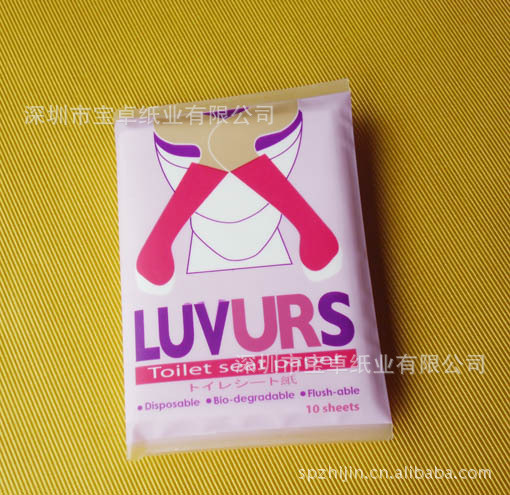 深圳市宝卓纸业有限公司
LUVURS
Toilet seat paper
深圳市宝卓纸业有限公司
トイレシート紙
•Disposable •Bio-degradable •Flush-able
10 sheets
spzhijin.cn.alibaba.com